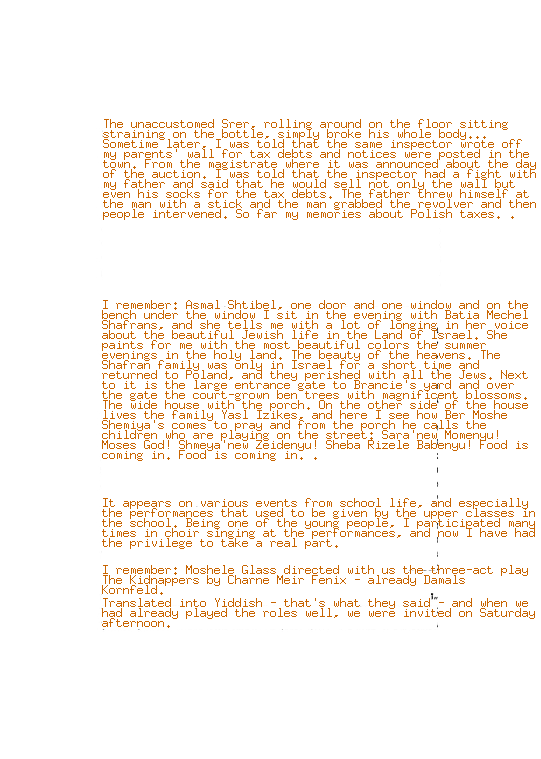 The unaccustomed Srer, rolling around on the floor sitting
straining on the bottle, simply broke his whole body...
Sometime later, I was told that the same inspector wrote off
my parents' wall for tax debts and notices were posted in the
town. From the magistrate where it was announced about the day
of the auction. I was told that the inspector had a fight with
my father and said that he would sell not only the wall but
even his socks for the tax debts. The father threw himself at
the man with a stick and the man grabbed the revolver and then
people intervened. So far my memories about Polish taxes. .
I remember: Asmal Shtibel, one door and one window and on the
bench under the window I sit in the evening with Batia Mechel
Shafrans, and she tells me with a lot of longing in her voice
about the beautiful Jewish life in the Land of Israel. She
paints for me with the most beautiful colors the summer
evenings in the holy land. The beauty of the heavens. The
Shafran family was only in Israel for a short time and
returned to Poland, and they perished with all the Jews. Next
to it is the large entrance gate to Brancie's yard and over
the gate the court-grown ben trees with magnificent blossoms.
The wide house with the porch. On the other side of the house
lives the family Yasl Izikes, and here I see how Ber Moshe
Shemiya's comes to pray and from the porch he calls the
children who are playing on the street: Sara'new Momenyu!
Moses God! Shmeya'new Zeidenyu! Sheba Rizele Babenyu! Food is
coming in. Food is coming in. .
It appears on various events from school life, and especially
the performances that used to be given by the upper classes in
the school. Being one of the young people, I participated many
times in choir singing at the performances, and now I have had
the privilege to take a real part.
I remember: Moshele Glass directed with us the three-act play
The Kidnappers by Charne Meir Fenix - already Damals
Kornfeld.
Translated into Yiddish - that's what they said - and when we
had already played the roles well, we were invited on Saturday
afternoon.